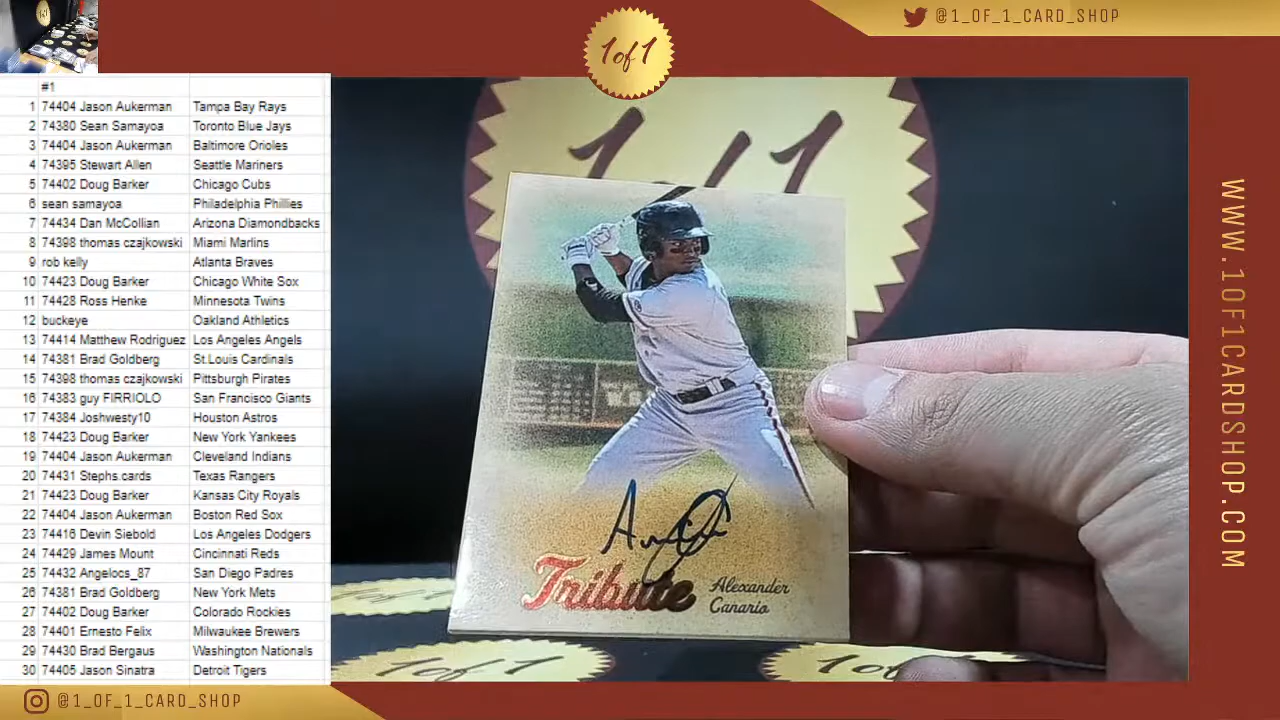 @1_OF_1_CARD_SHOP
1of1
#1
1 74404 Jason Aukerman Tampa Bay Rays
2 74380 Sean Samayoa Toronto Blue Jays
3 74404 Jason Aukerman Baltimore Orioles
4 74395 Stewart Allen Seattle Mariners
5 74402 Doug Barker Chicago Cubs
6 sean samayoa Philadelphia Phillies
7 74434 Dan McCollian Arizona Diamondbacks
8 74398 thomas czajkowski Miami Marlins
9 rob kelly Atlanta Braves
10 74423 Doug Barker Chicago White Sox
11 74428 Ross Henke Minnesota Twins
12 buckeye Oakland Athletics
13 74414 Matthew Rodriguez Los Angeles Angels
14 74381 Brad Goldberg St.Louis Cardinals
15 74398 thomas czajkowski Pittsburgh Pirates
16 74383 guy FIRRIOLO San Francisco Giants
17 74384 Joshwesty10 Houston Astros
18 74423 Doug Barker New York Yankees
19 74404 Jason Aukerman Cleveland Indians
20 74431 Stephs.cards Texas Rangers
21 74423 Doug Barker Kansas City Royals
22 74404 Jason Aukerman Boston Red Sox
23 74416 Devin Siebold Los Angeles Dodgers
24 74429 James Mount Cincinnati Reds
25 74432 Angelocs_87 San Diego Padres
26 74381 Brad Goldberg New York Mets
27 74402 Doug Barker Colorado Rockies
28 74401 Ernesto Felix Milwaukee Brewers
29 74430 Brad Bergaus Washington Nationals
30 74405 Jason Sinatra Detroit Tigers
1/1
Tribute
Alexander
Canario
1of1
1of
WWW.1OF1CARDSHOP.COM
@1_OF_1_CARD_SHOP